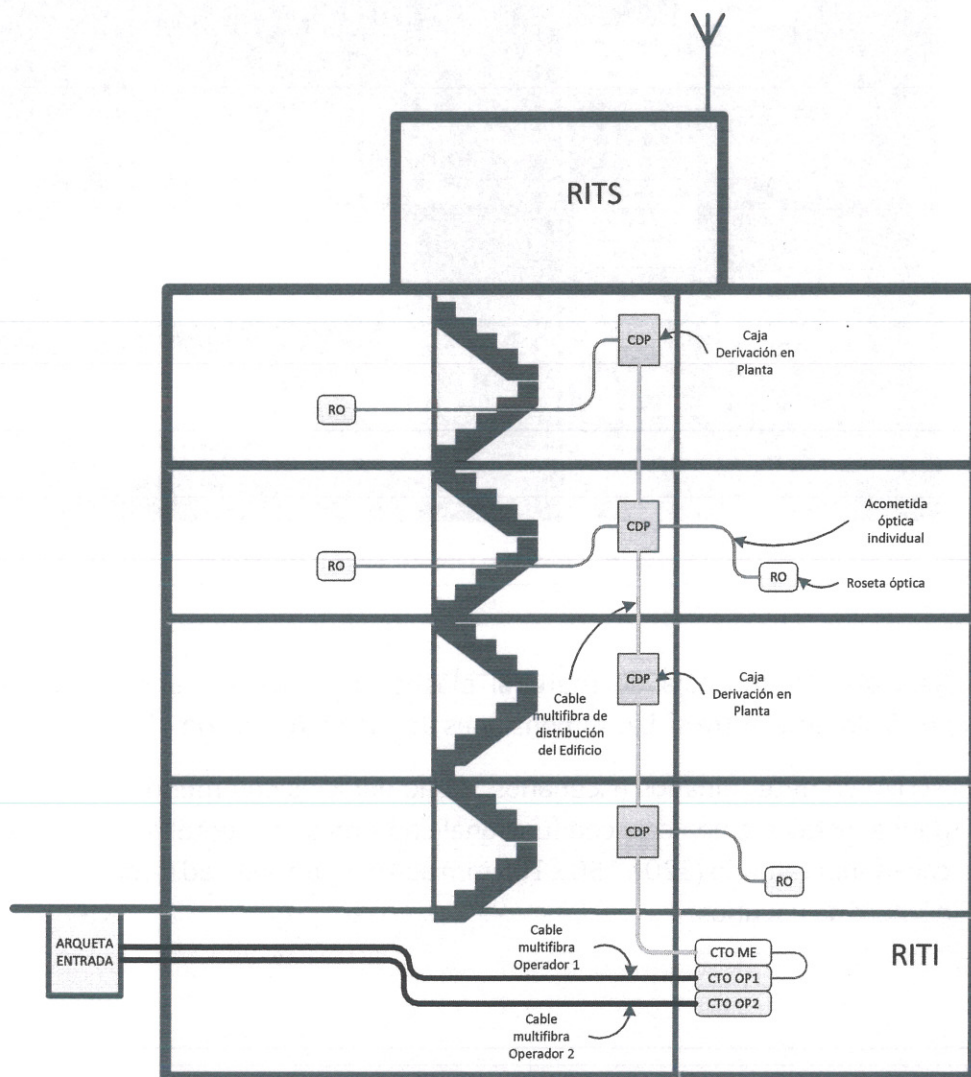 RITS
CDP
Caja
Derivación en
Planta
RO
CDP
Acometida
óptica
individual
RO
RO
Roseta óptica
CDP
Caja
Derivación en
Planta
Cable
multifibra de
distribución
del Edificio
CDP
RO
ARQUETA
ENTRADA
Cable
multifibra
Operador 1
CTO ME
RITI
CTO OP1
CTO OP2
Cable
multifibra
Operador 2